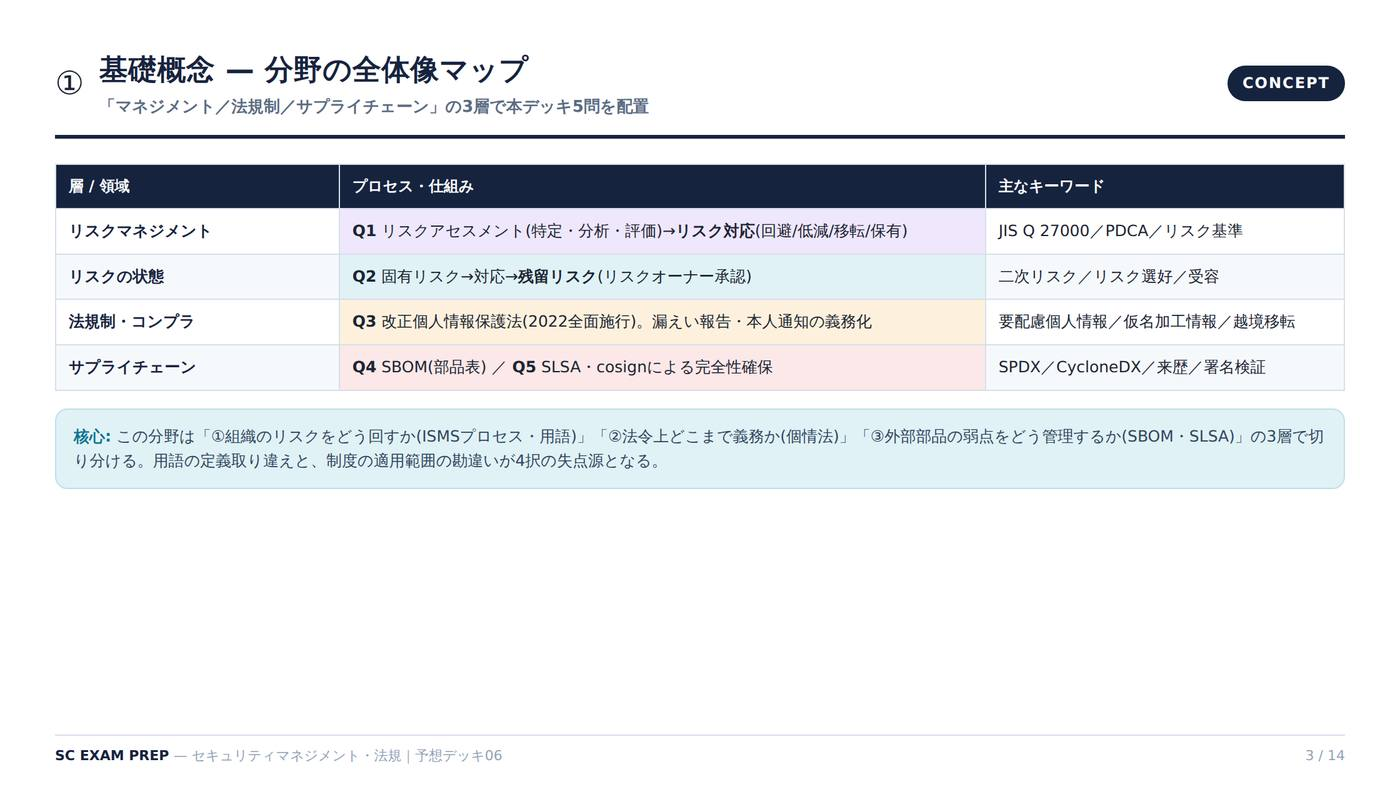 ① 基礎概念 — 分野の全体像マップ
「マネジメント／法規制／サプライチェーン」の3層で本デッキ5問を配置
CONCEPT
層 / 領域 プロセス・仕組み 主なキーワード
リスクマネジメント Q1 リスクアセスメント(特定・分析・評価)→リスク対応(回避/低減/移転/保有) JIS Q 27000／PDCA／リスク基準
リスクの状態 Q2 固有リスク→対応→残留リスク(リスクオーナー承認) 二次リスク／リスク選好／受容
法規制・コンプラ Q3 改正個人情報保護法(2022全面施行)。漏えい報告・本人通知の義務化 要配慮個人情報／仮名加工情報／越境移転
サプライチェーン Q4 SBOM(部品表) ／ Q5 SLSA・cosignによる完全性確保 SPDX／CycloneDX／来歴／署名検証
核心: この分野は「①組織のリスクをどう回すか(ISMSプロセス・用語)」「②法令上どこまで義務か(個情法)」「③外部部品の弱点をどう管理するか(SBOM・SLSA)」の3層で切
り分ける。用語の定義取り違えと、制度の適用範囲の勘違いが4択の失点源となる。
SC EXAM PREP — セキュリティマネジメント・法規｜予想デッキ06
3 / 14